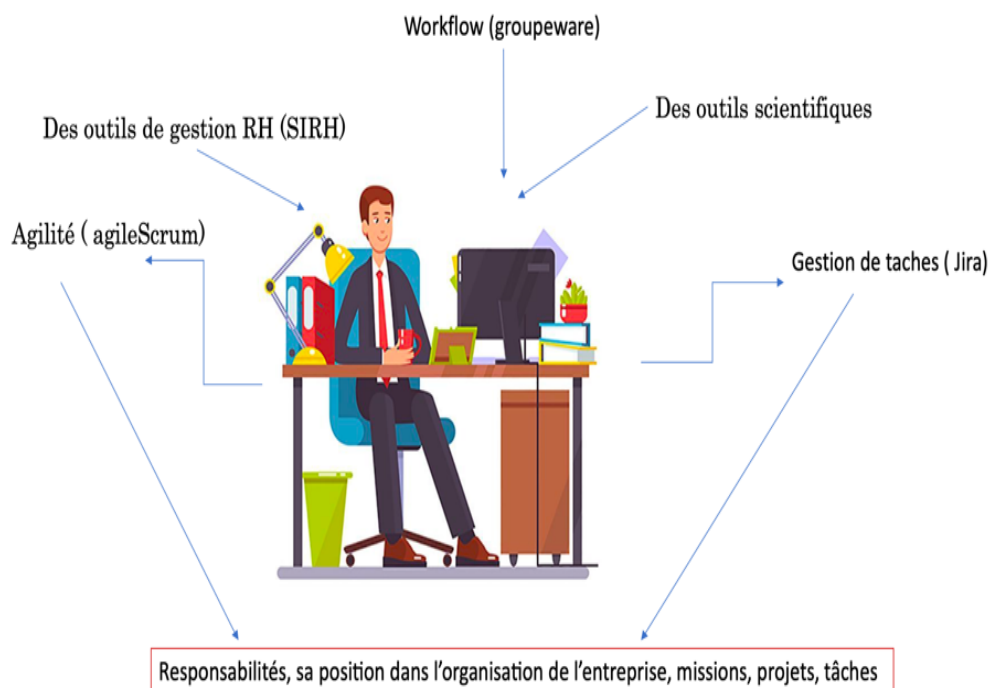 Workflow (groupeware)
Des outils scientifiques
Des outils de gestion RH (SIRH)
Agilité ( agileScrum)
Gestion de taches ( Jira)
Responsabilités, sa position dans l'organisation de l'entreprise, missions, projets, tâches